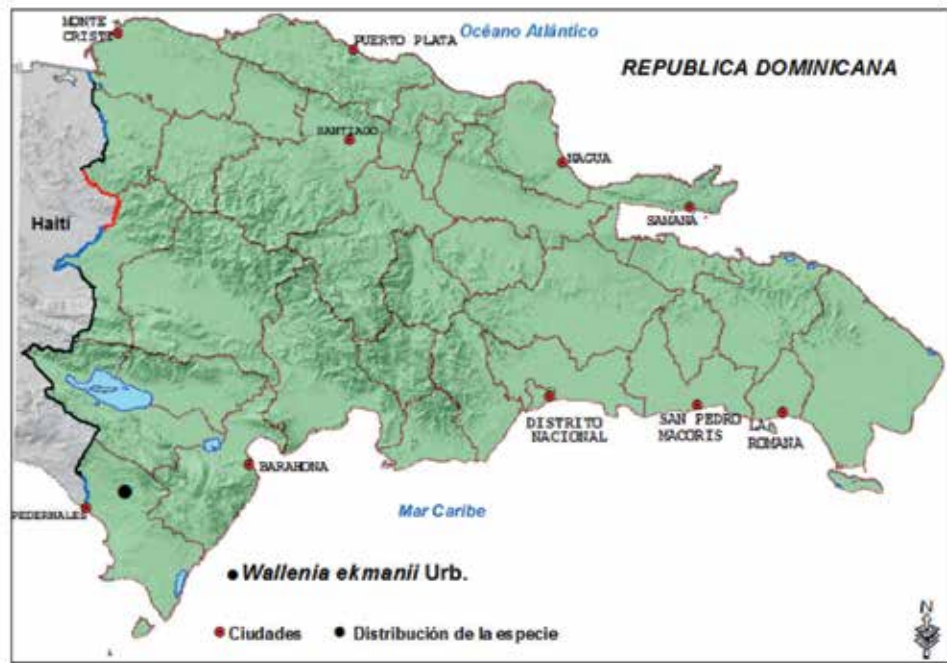 MONTE
CRISTI
Océano Atlántico
PUERTO PLATA
REPUBLICA DOMINICANA
SANTIAGO
NAGUA
SAMANA
Haití
DISTRITO
NACIONAL
SAN PEDRO
MACORIS
LA
ROMANA
BARAHONA
PEDERNALES
Mar Caribe
Wallenia ekmanii Urb.
Ciudades
Distribución de la especie
N